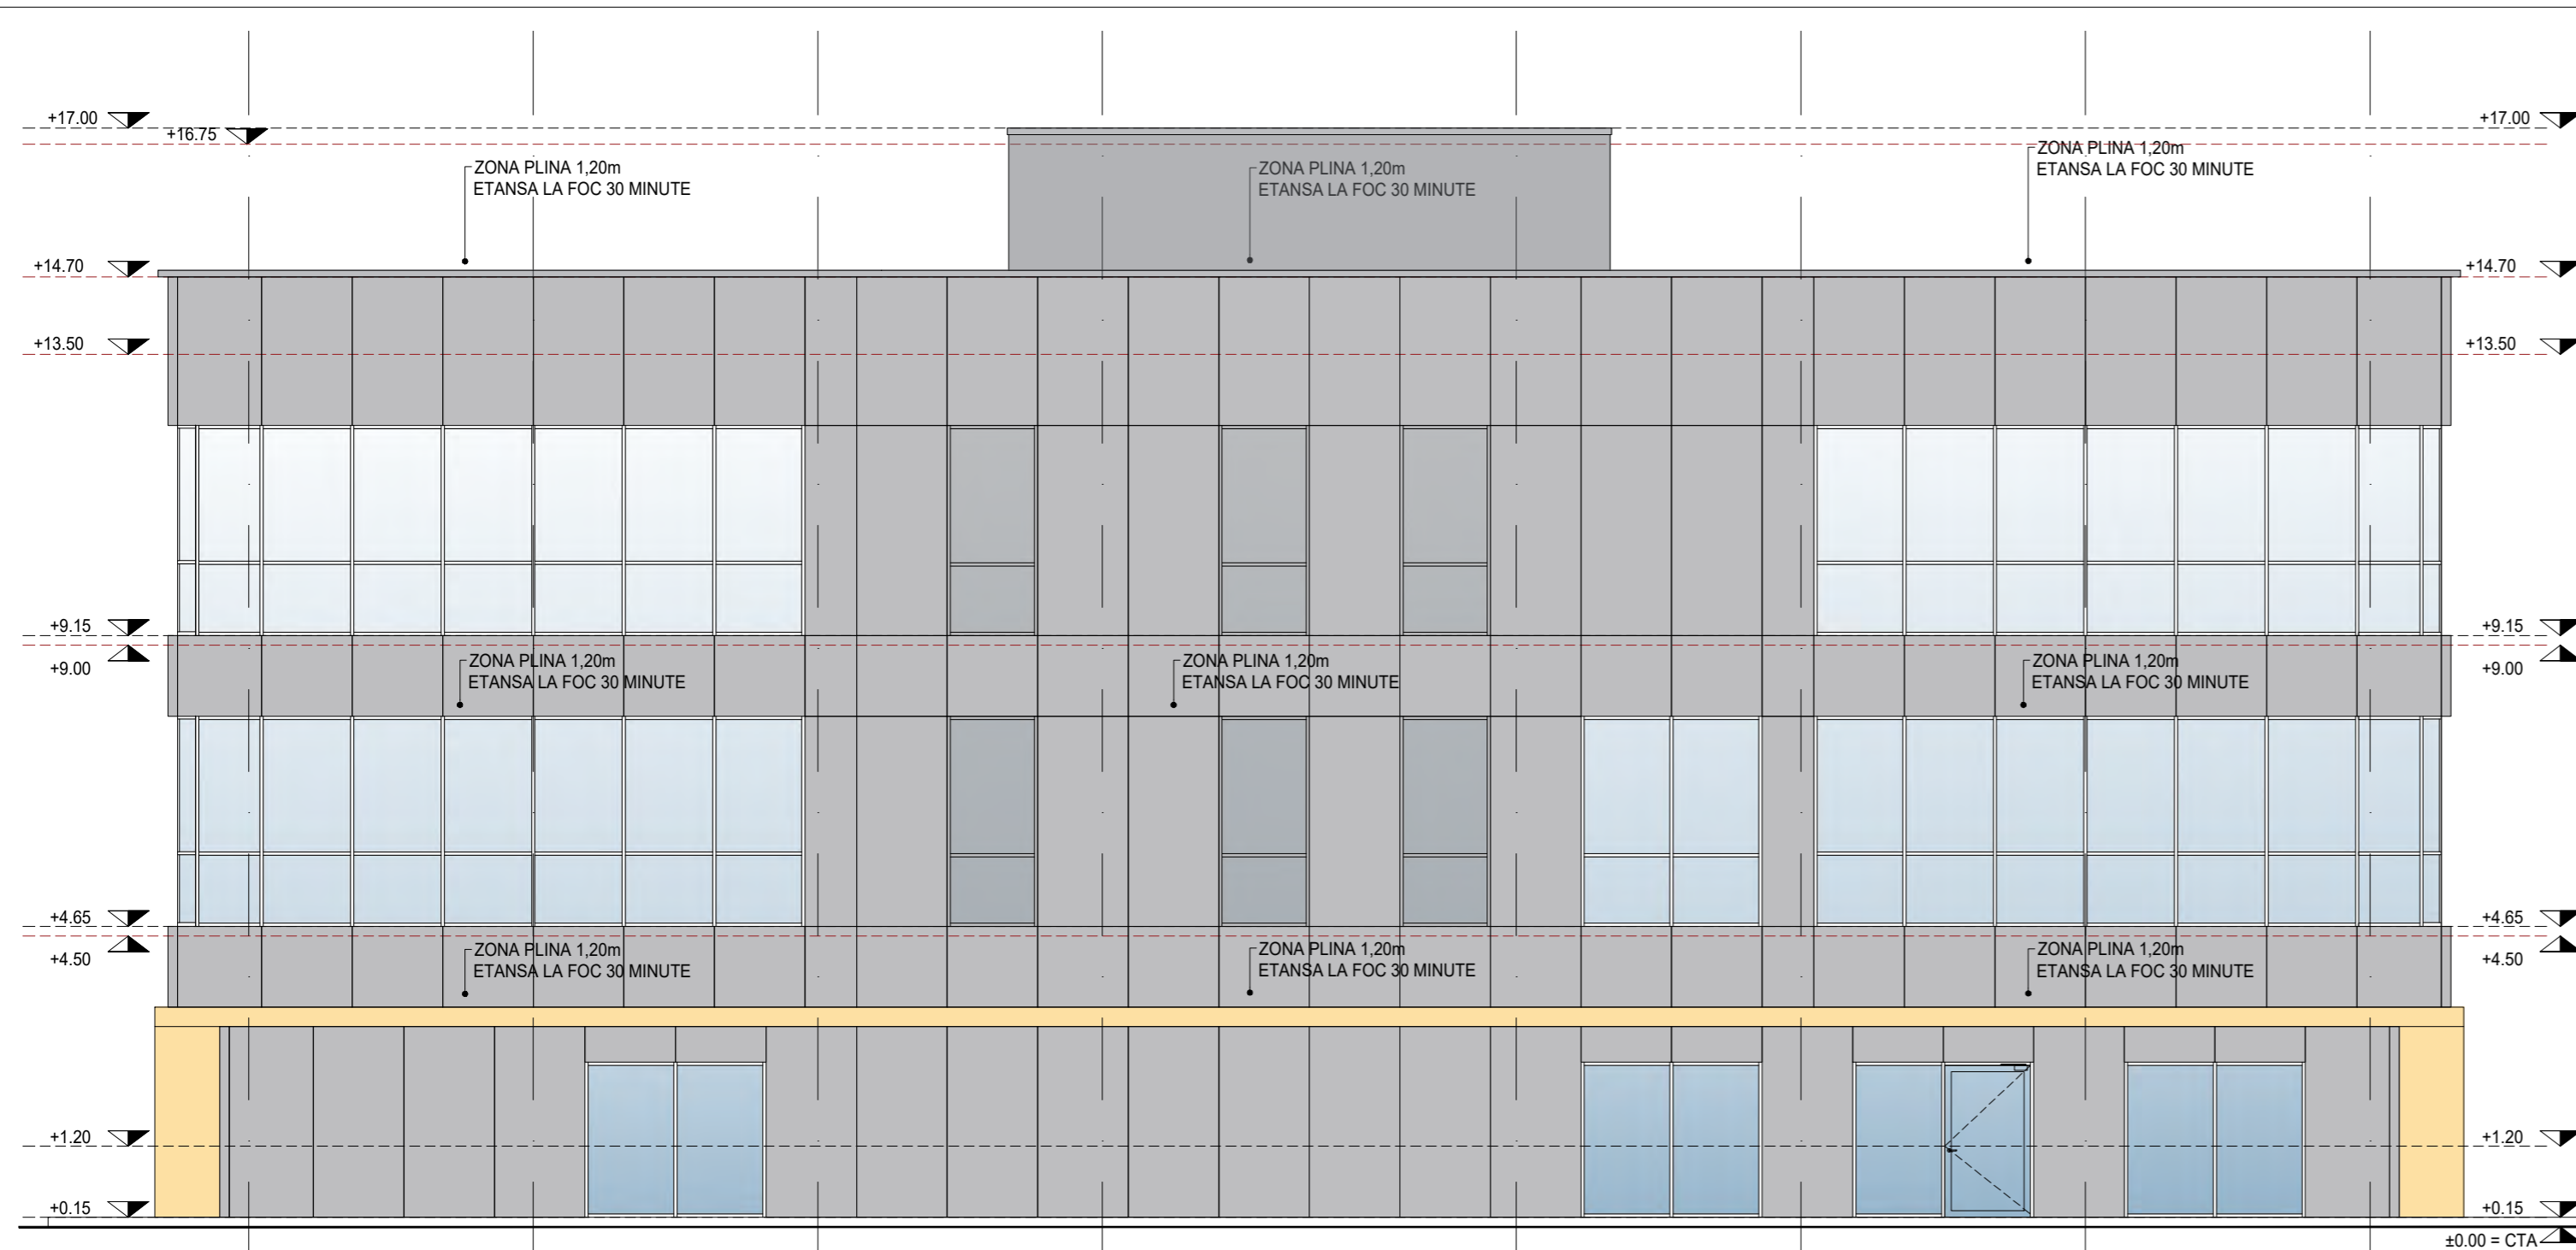 +17.00
+17.00
+16.75
ZONA PLINA 1,20m
ETANSA LA FOC 30 MINUTE
ZONA PLINA 1,20m
ETANSA LA FOC 30 MINUTE
ZONA PLINA 1,20m
ETANSA LA FOC 30 MINUTE
+14.70
+14.70
+13.50
+13.50
+9.15
+9.15
+9.00
+9.00
ZONA PLINA 1,20m
ETANSA LA FOC 30 MINUTE
ZONA PLINA 1,20m
ETANSA LA FOC 30 MINUTE
ZONA PLINA 1,20m
ETANSA LA FOC 30 MINUTE
+4.65
+4.65
+4.50
+4.50
ZONA PLINA 1,20m
ETANSA LA FOC 30 MINUTE
ZONA PLINA 1,20m
ETANSA LA FOC 30 MINUTE
ZONA PLINA 1,20m
ETANSA LA FOC 30 MINUTE
+1.20
+1.20
+0.15
+0.15
±0.00 = CTA